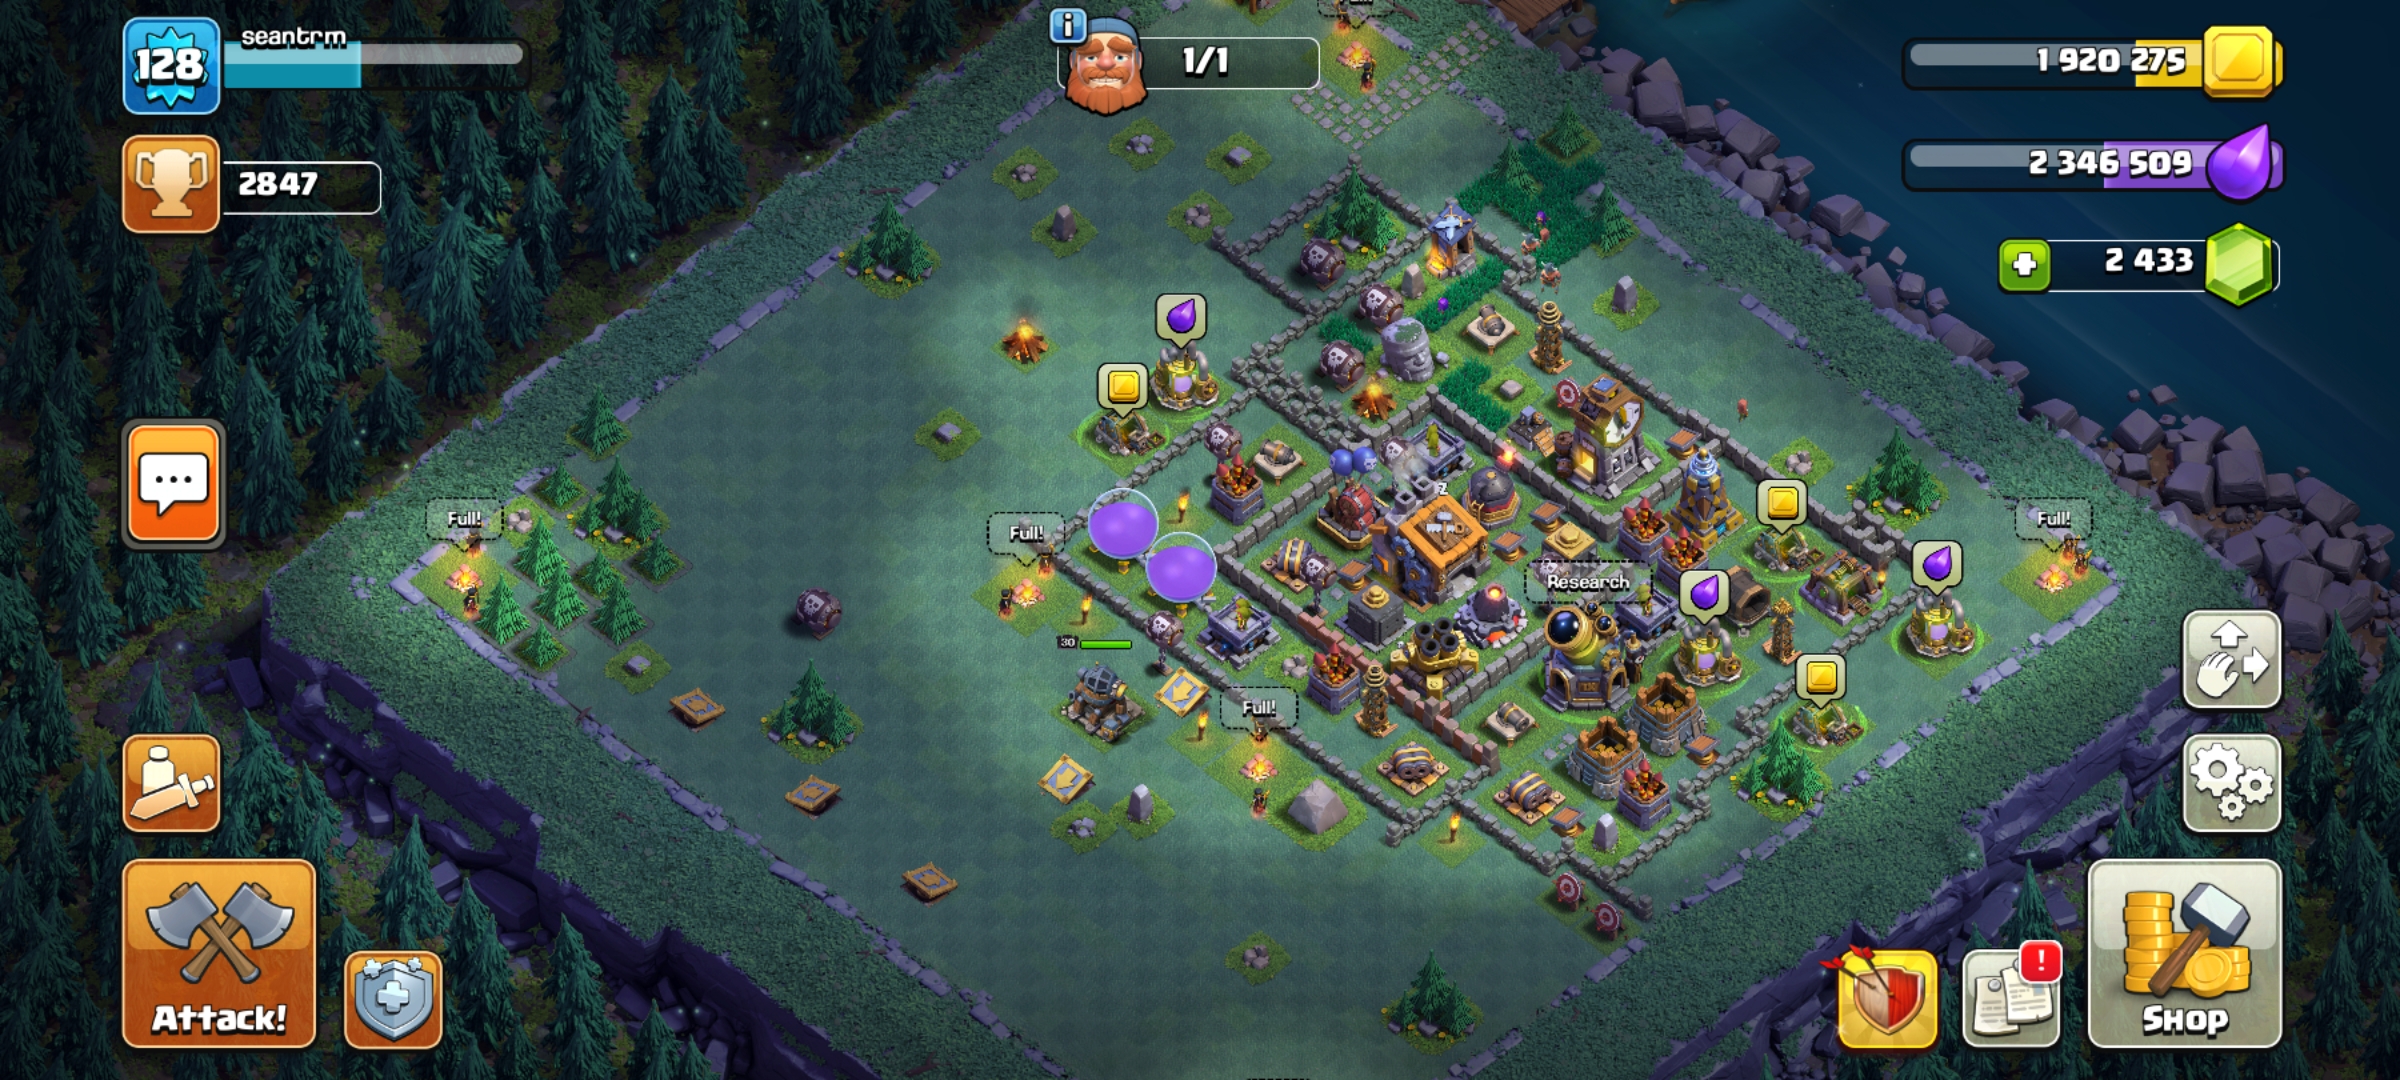 128
seantrm
i
1/1
1 920 275
2847
2 433
2 346 509
Full!
Full!
Full!
Research
z
30
Full!
Attack!
!
Shop